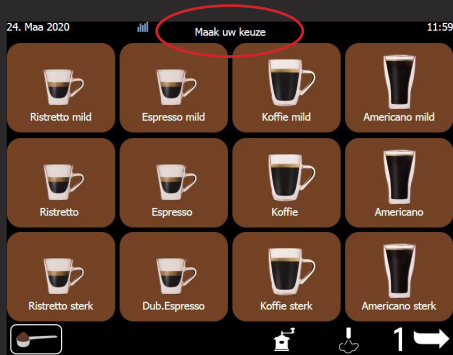 24. Maa 2020 Maak uw keuze 11:59
Ristretto mild Espresso mild Koffie mild Americano mild
Ristretto Espresso Koffie Americano
Ristretto sterk Dub.Espresso Koffie sterk Americano sterk
1